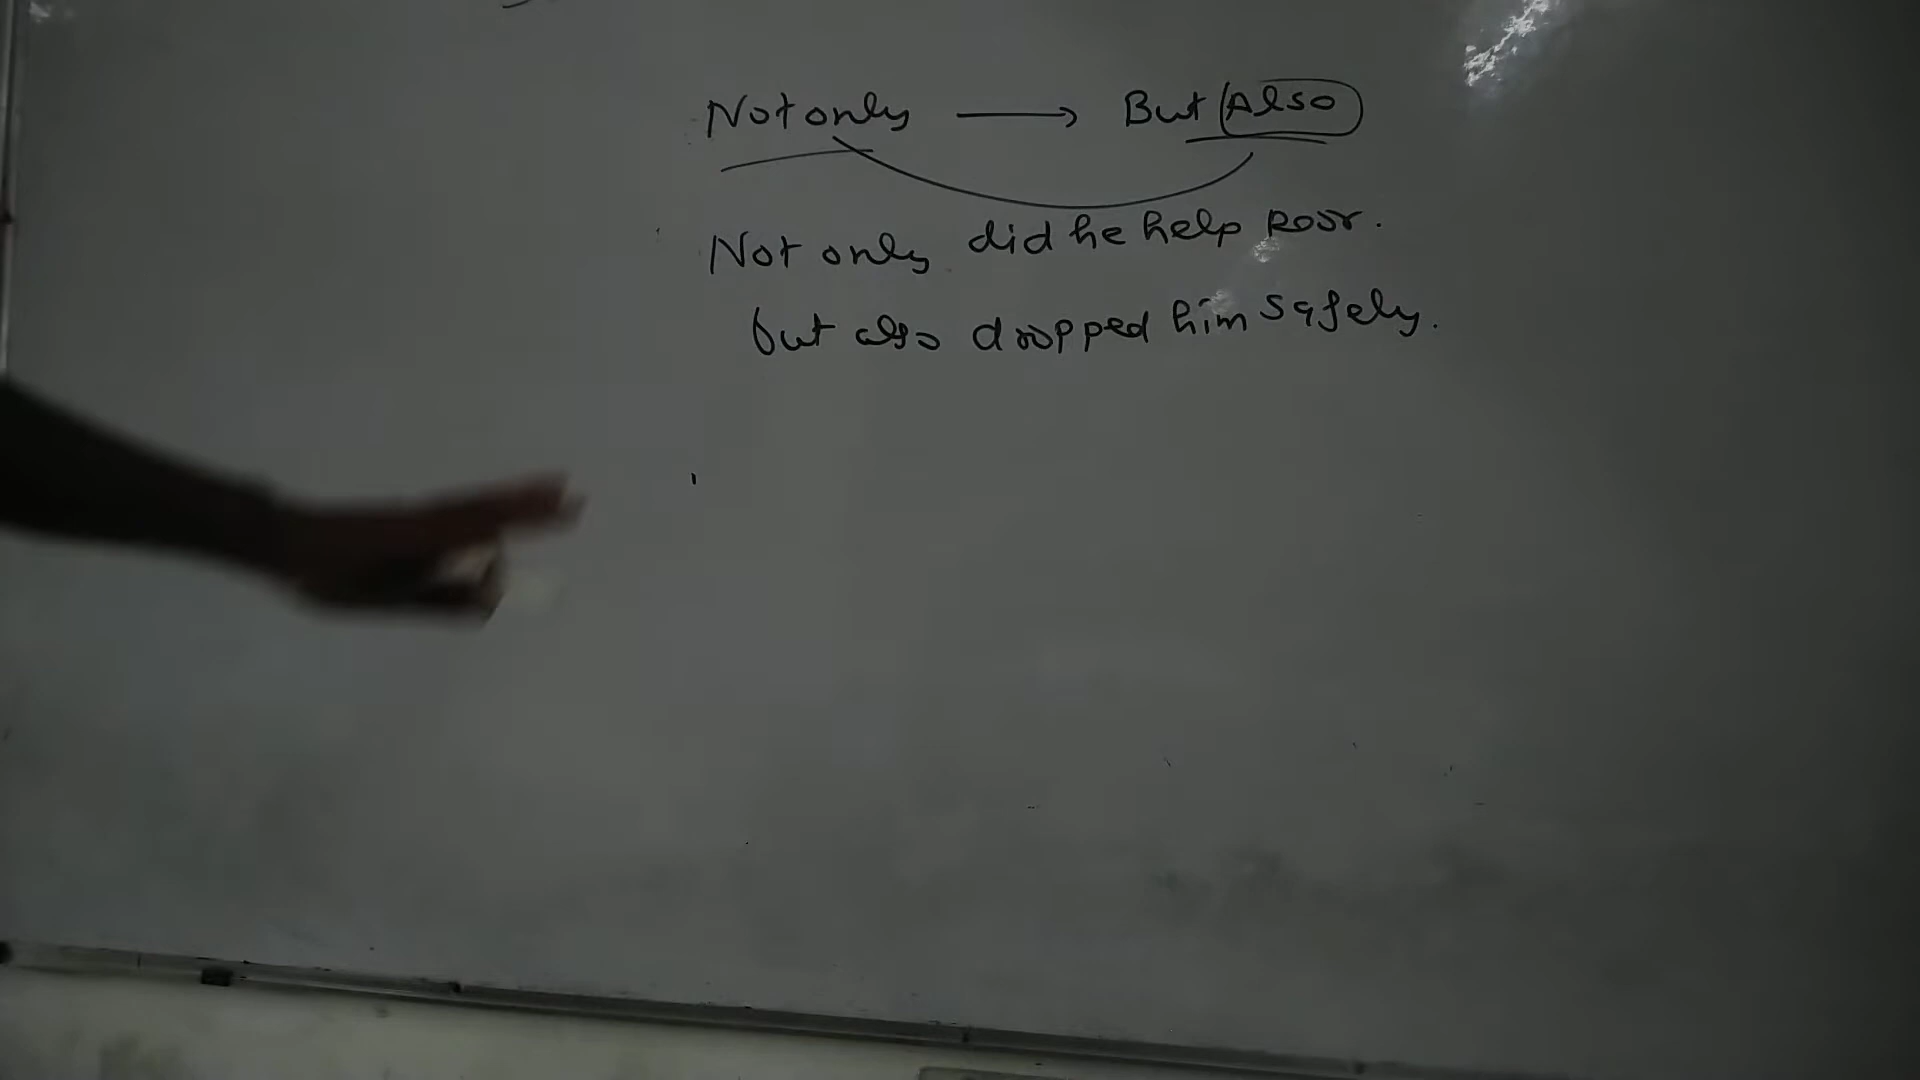 Not only → But Also
Not only did he help poor.
but also dropped him safely.